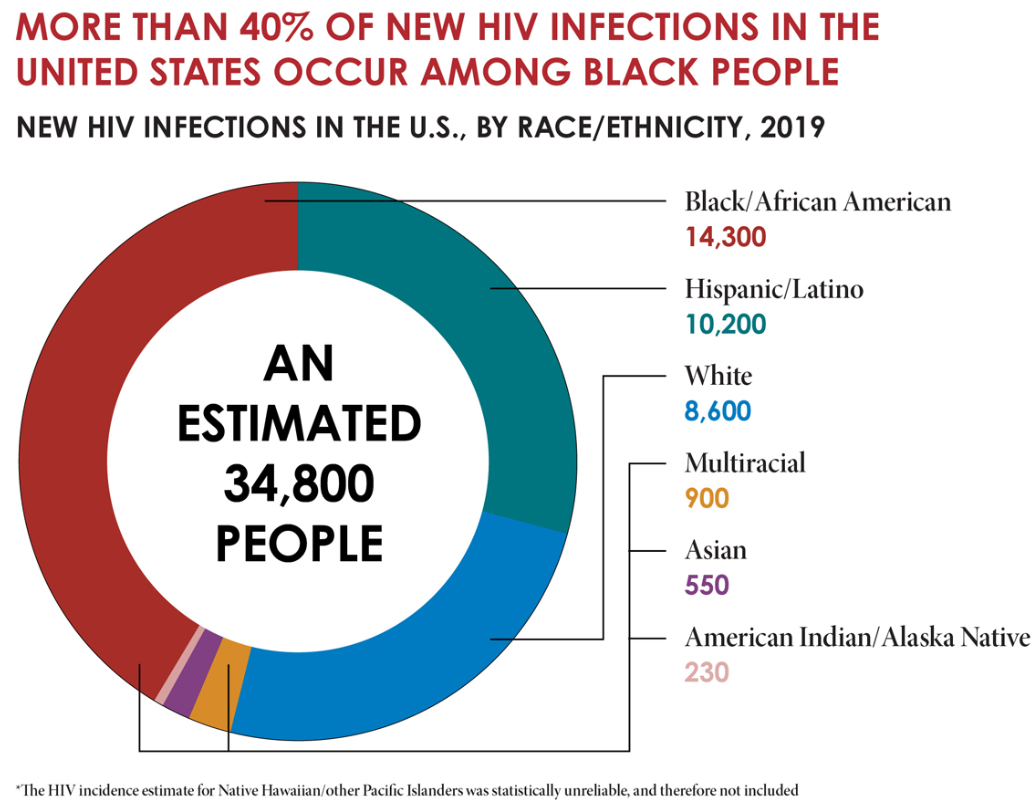 MORE THAN 40% OF NEW HIV INFECTIONS IN THE
UNITED STATES OCCUR AMONG BLACK PEOPLE
NEW HIV INFECTIONS IN THE U.S., BY RACE/ETHNICITY, 2019
AN
ESTIMATED
34,800
PEOPLE
Black/African American
14,300
Hispanic/Latino
10,200
White
8,600
Multiracial
900
Asian
550
American Indian/Alaska Native
230
*The HIV incidence estimate for Native Hawaiian/other Pacific Islanders was statistically unreliable, and therefore not included